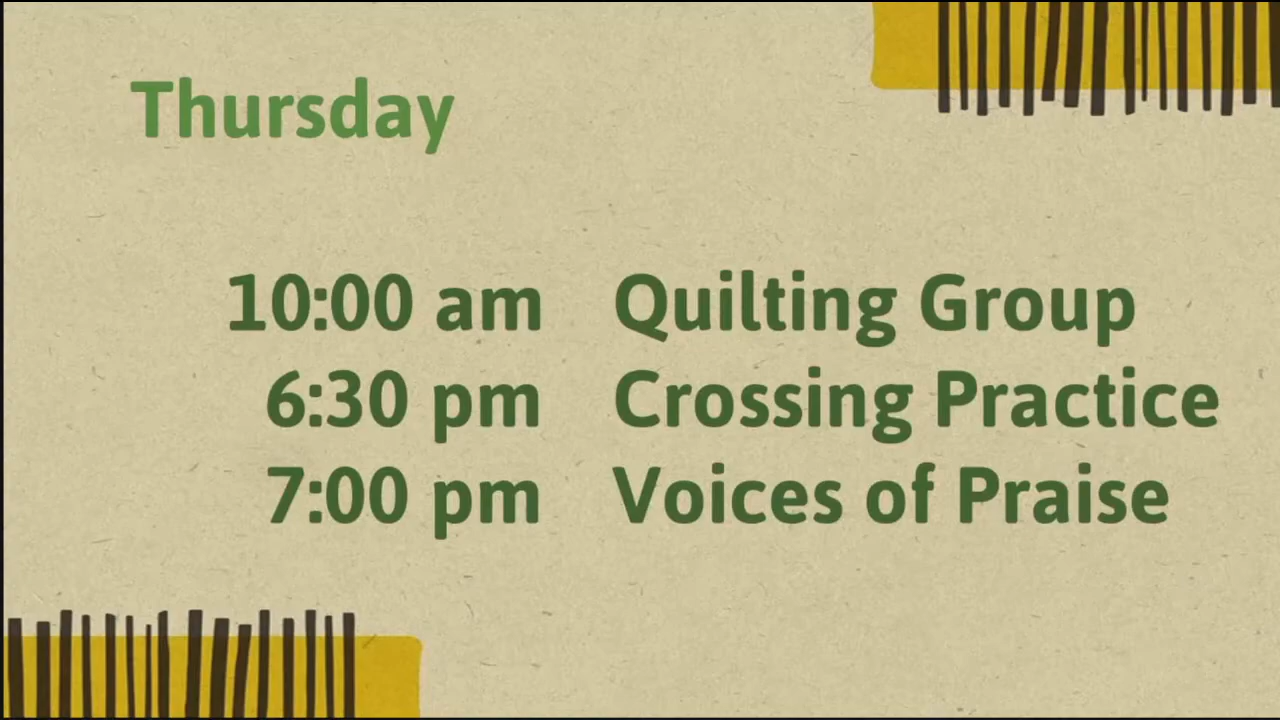 Thursday
10:00 am Quilting Group
6:30 pm Crossing Practice
7:00 pm Voices of Praise